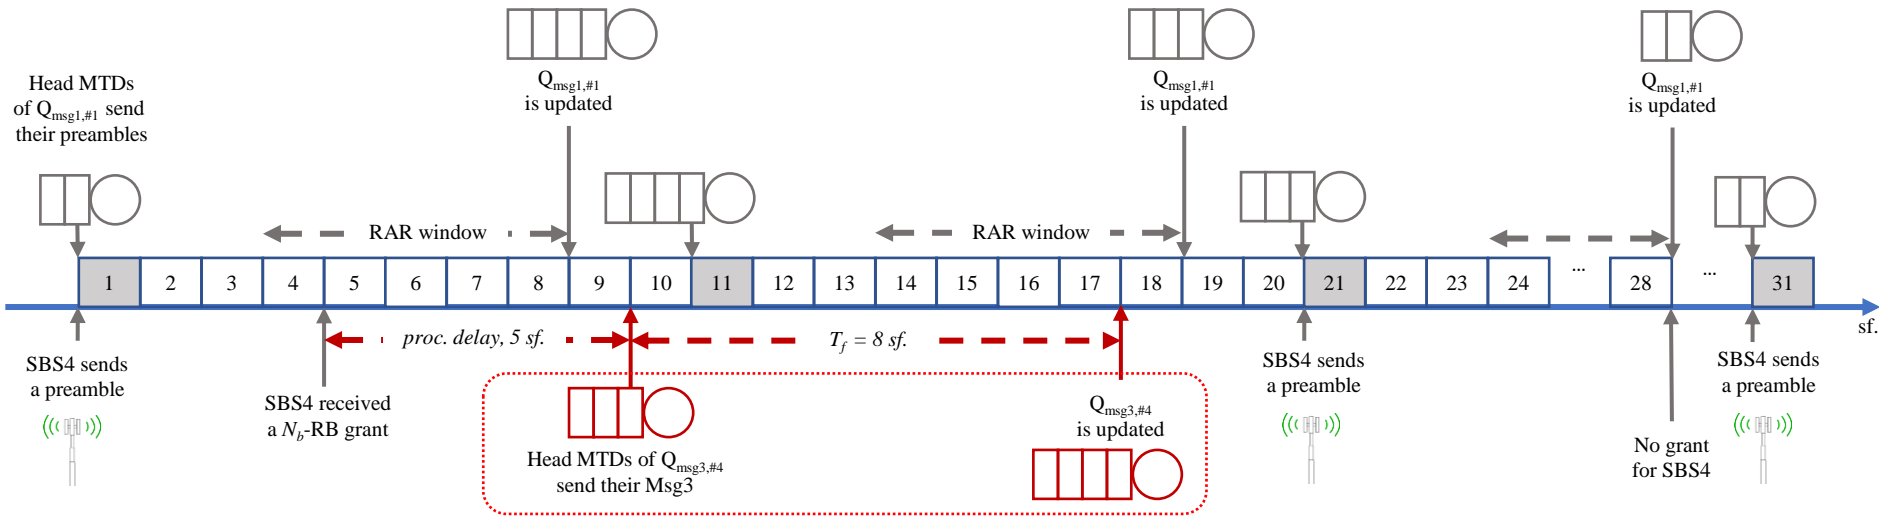 Head MTDs
of Qmsg1,#1 send
their preambles
Qmsg1,#1
is updated
Qmsg1,#1
is updated
Qmsg1,#1
is updated
RAR window
RAR window
1 2 3 4 5 6 7 8 9 10 11 12 13 14 15 16 17 18 19 20 21 22 23 24 ... 28 ... 31
sf.
proc. delay, 5 sf.
Tf = 8 sf.
SBS4 sends
a preamble
SBS4 received
a Nb-RB grant
Head MTDs of Qmsg3,#4
send their Msg3
Qmsg3,#4
is updated
SBS4 sends
a preamble
No grant
for SBS4
SBS4 sends
a preamble